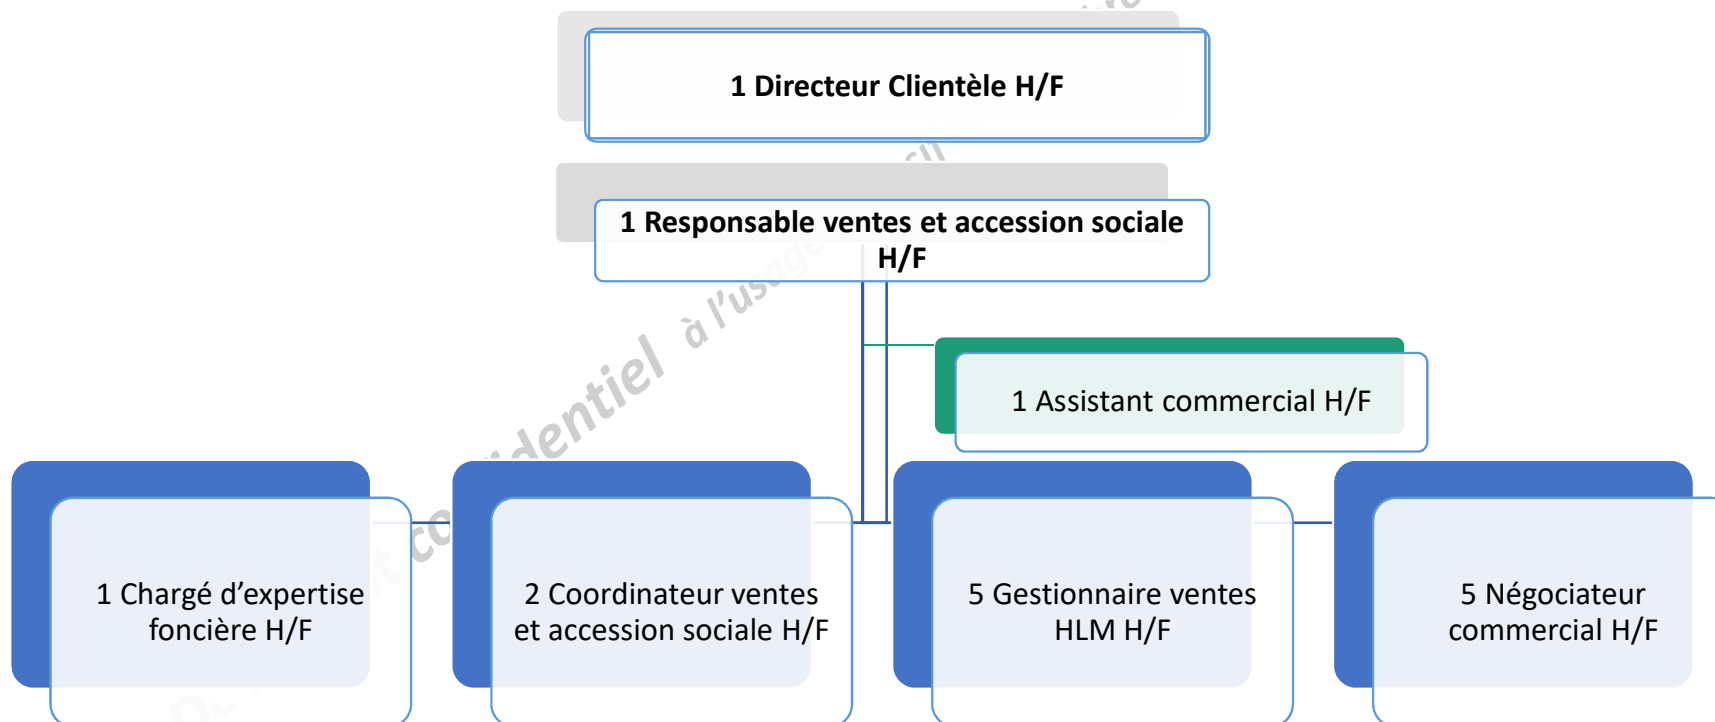 1 Directeur Clientèle H/F
1 Responsable ventes et accession sociale
H/F
à l'usage
1 Assistant commercial H/F
1 Chargé d'expertise
foncière H/F
2 Coordinateur ventes
et accession sociale H/F
5 Gestionnaire ventes
HLM H/F
5 Négociateur
commercial H/F